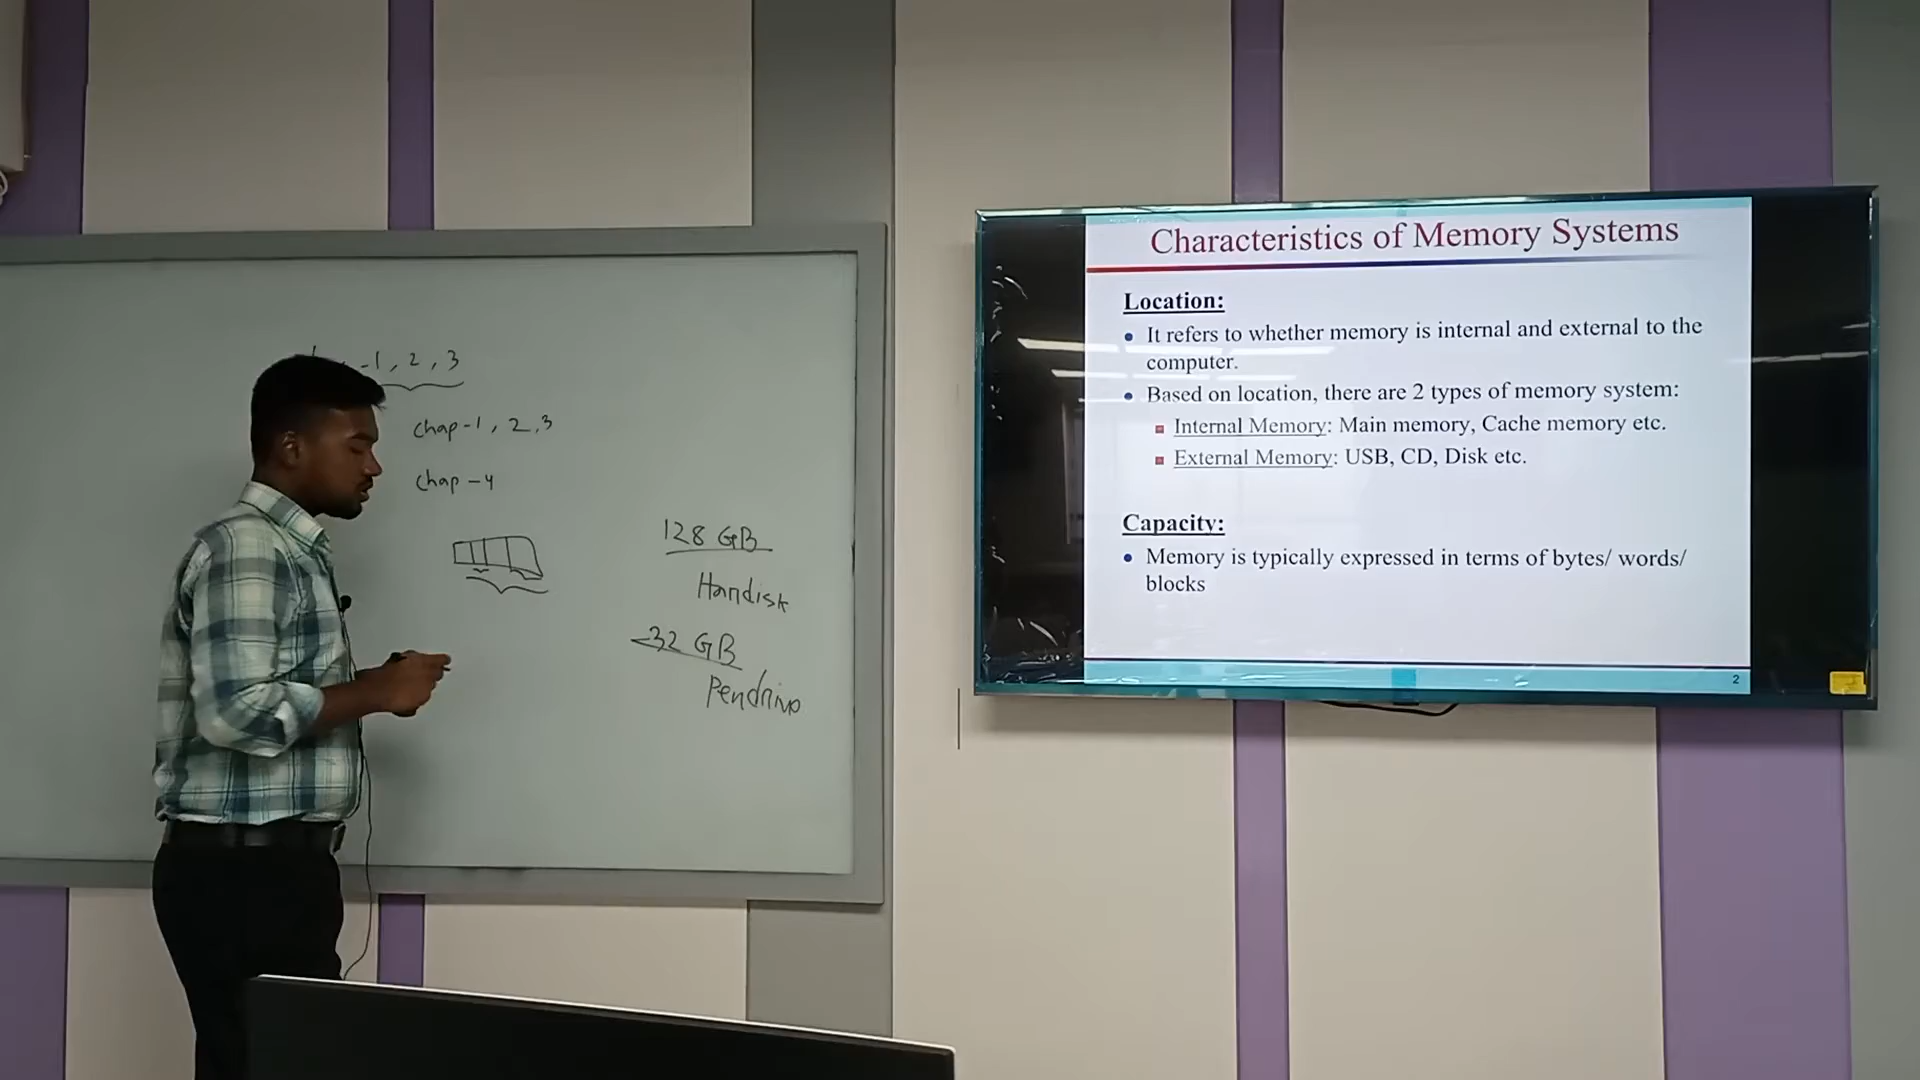 -1, 2, 3
chap-1, 2,3
chap-4
128 GB
Handisk
32 GB
Pendrive
Characteristics of Memory Systems
Location:
• It refers to whether memory is internal and external to the
computer.
• Based on location, there are 2 types of memory system:
Internal Memory: Main memory, Cache memory etc.
External Memory: USB, CD, Disk etc.
Capacity:
• Memory is typically expressed in terms of bytes/ words/
blocks
2